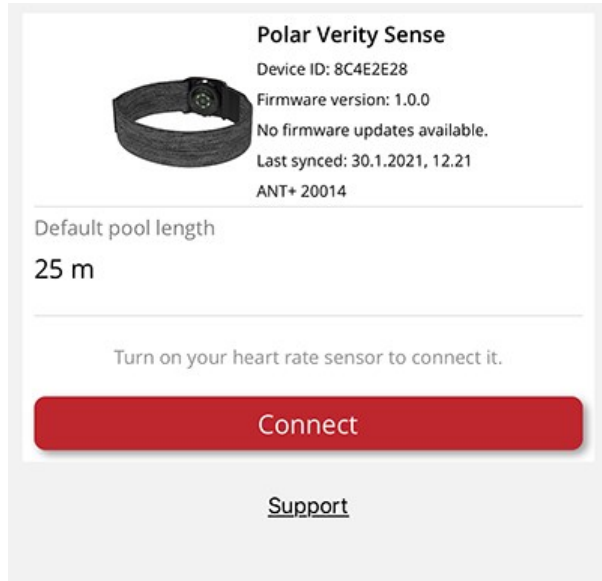 Polar Verity Sense
Device ID: 8C4E2E28
Firmware version: 1.0.0
No firmware updates available.
Last synced: 30.1.2021, 12.21
ANT+ 20014
Default pool length
25 m
Turn on your heart rate sensor to connect it.
Connect
Support